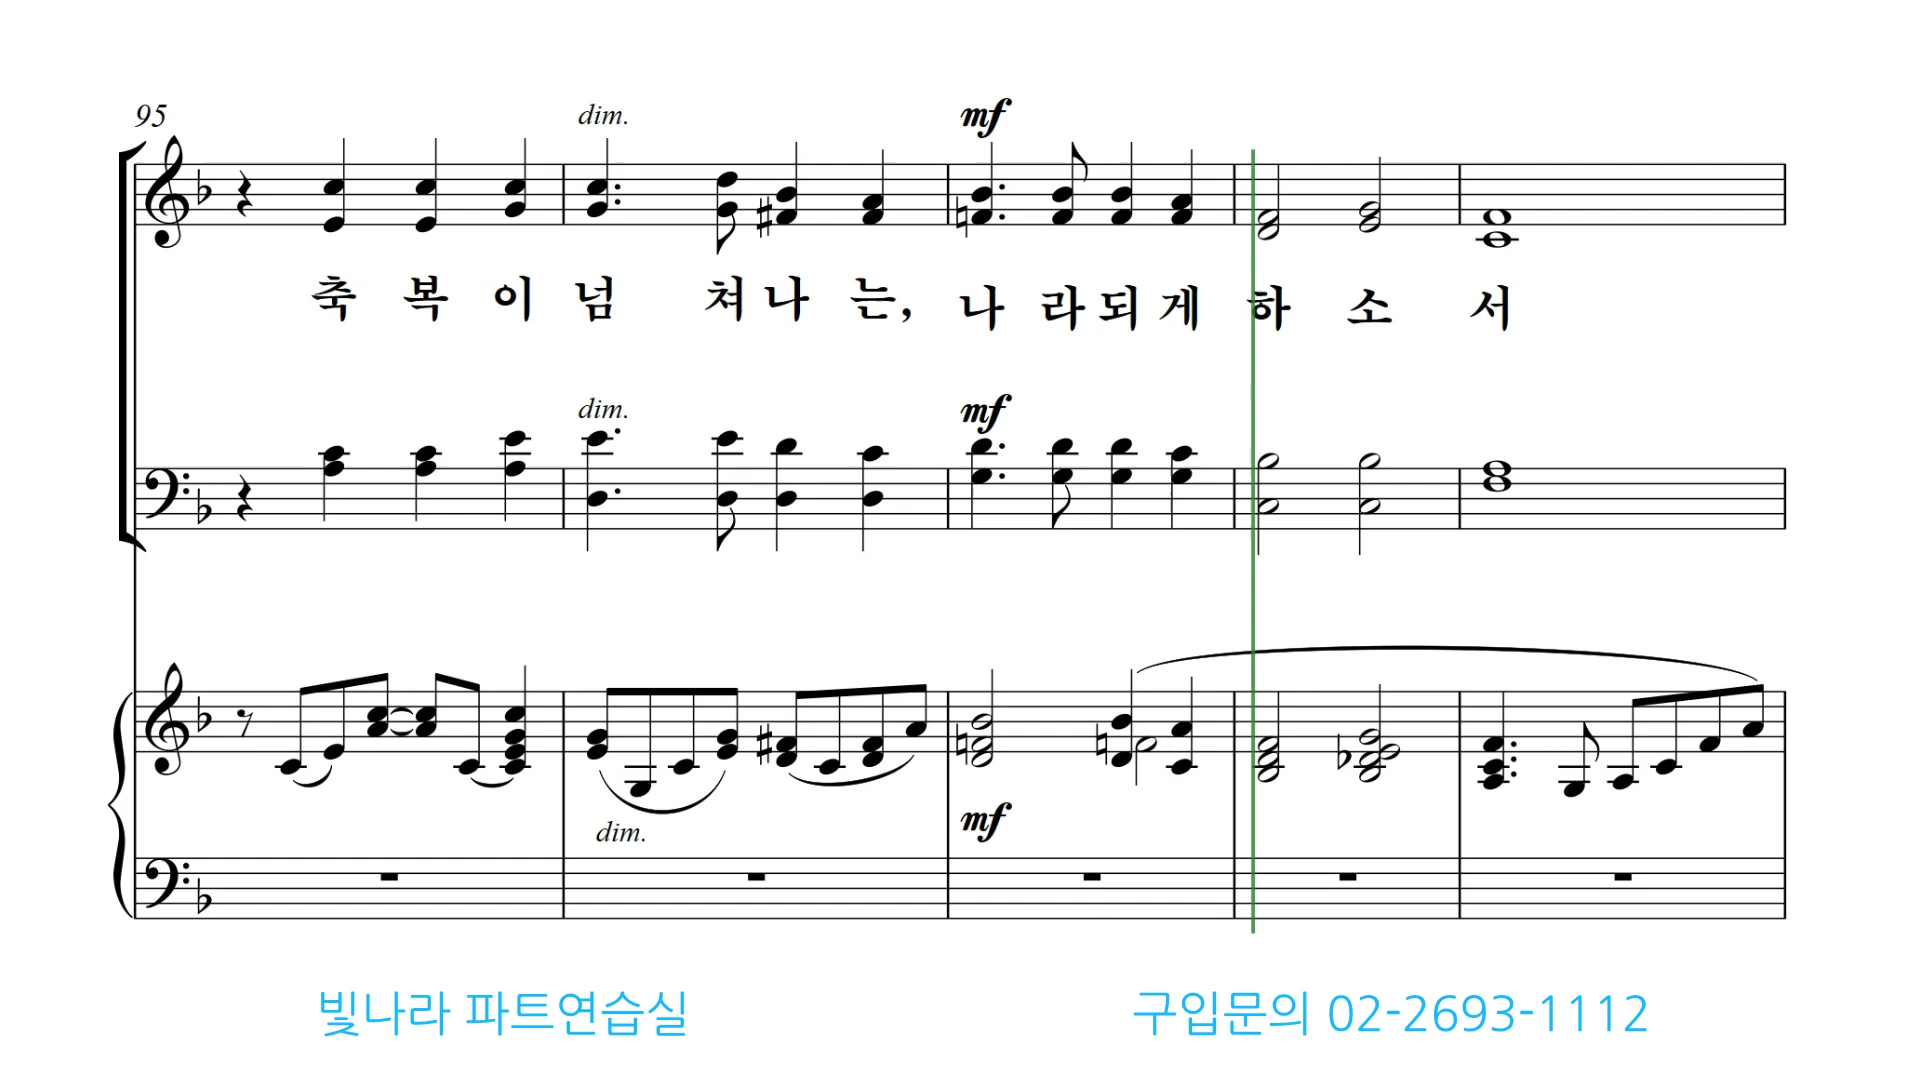 95
dim.
mf
축 복 이 넘 쳐 나 는, 나 라 되 게 하 소 서
dim.
mf
dim.
mf
빛나라 파트연습실
구입문의 02-2693-1112